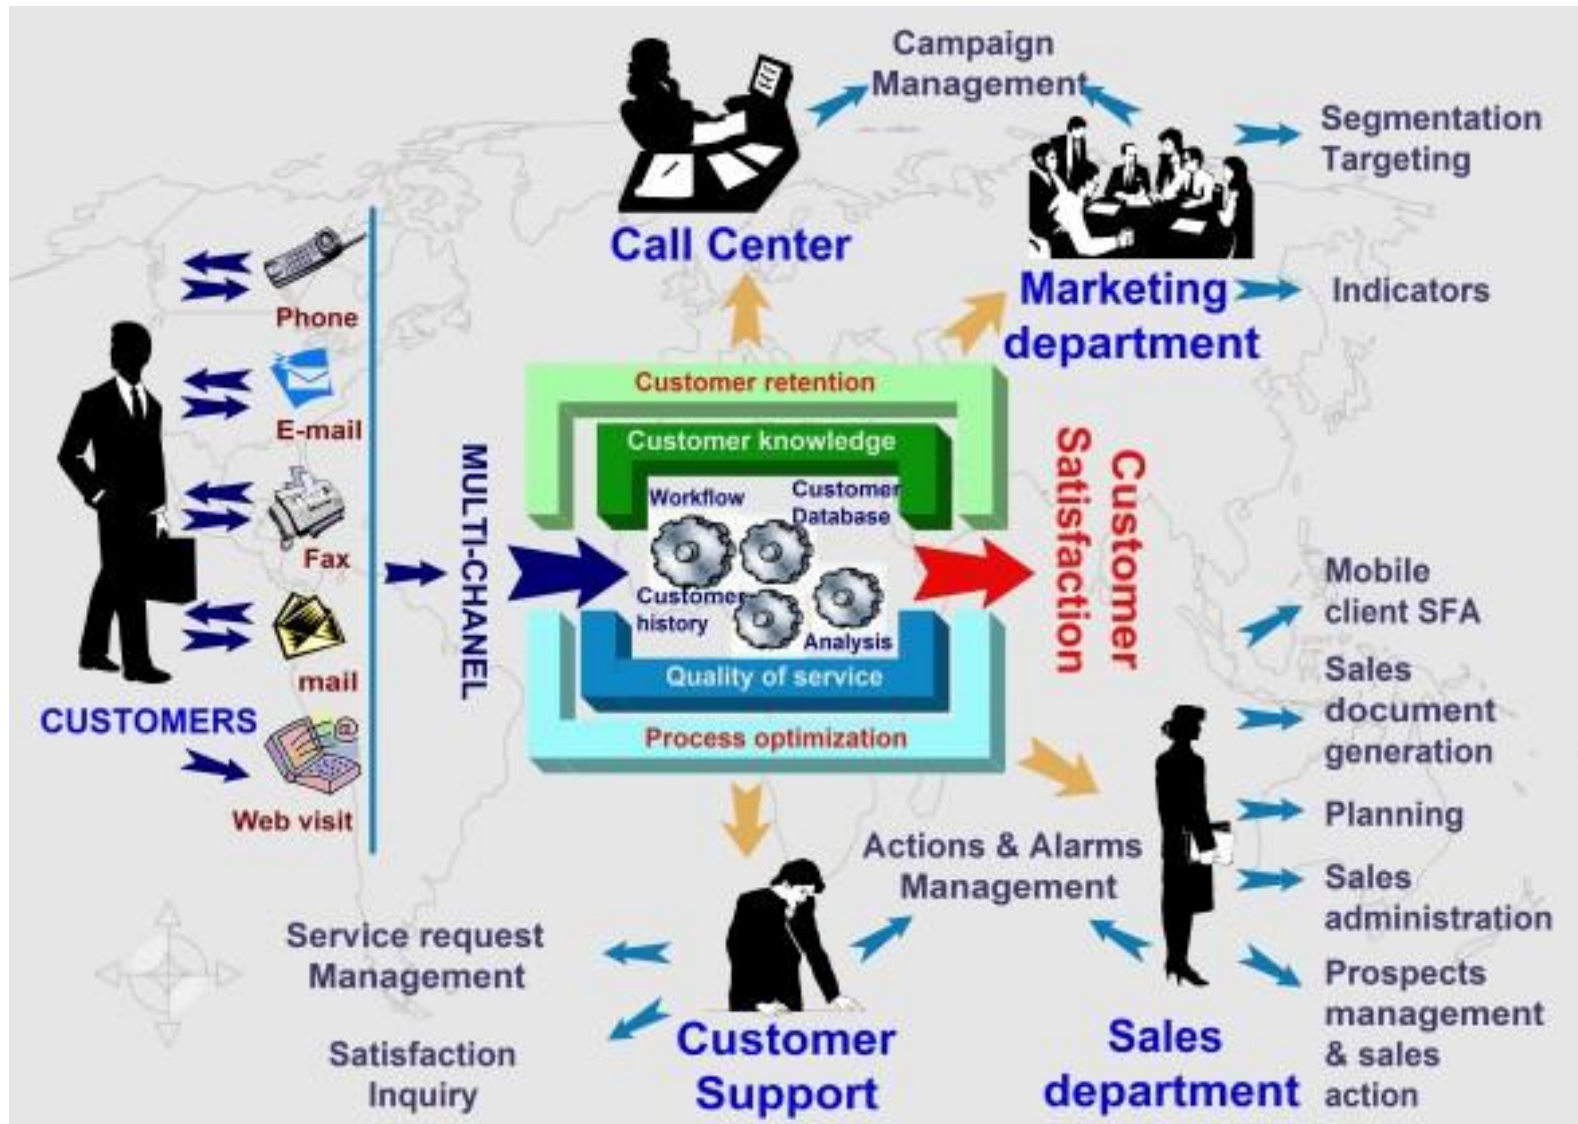 Campaign
Management
Segmentation
Targeting
Call Center
Marketing
department
Indicators
Phone
E-mail
Fax
mail
CUSTOMERS
Web visit
MULTI-CHANEL
Customer retention
Customer knowledge
Workflow
Customer
Database
Customer
history
Analysis
Quality of service
Process optimization
Customer
Satisfaction
Mobile
client SFA
Sales
document
generation
Planning
Sales
administration
Prospects
management
& sales
action
Actions & Alarms
Management
Service request
Management
Satisfaction
Inquiry
Customer
Support
Sales
department
@